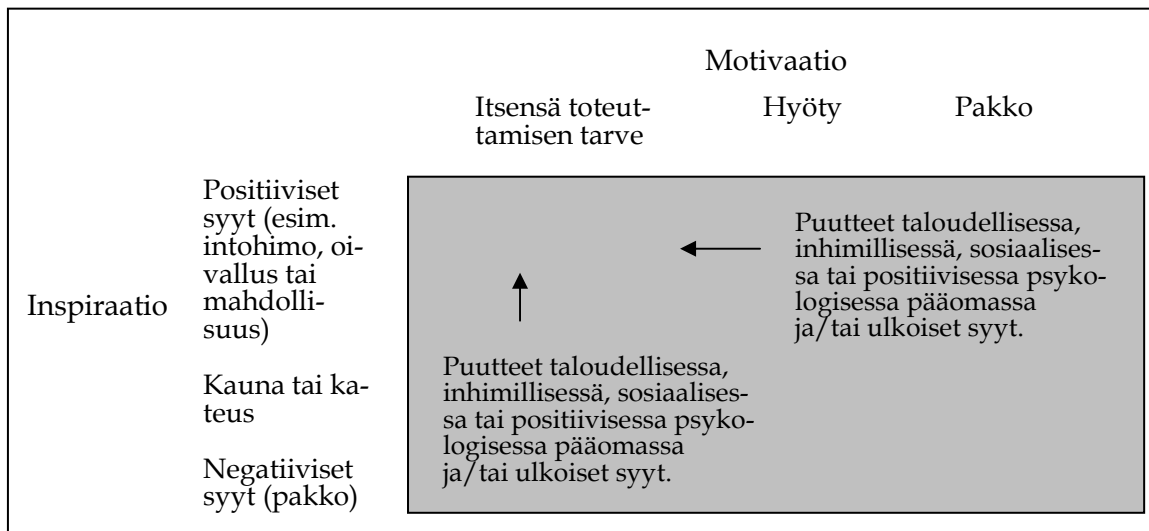 Motivaatio
Itsensä toteut-
tamisen tarve
Hyöty
Pakko
Inspiraatio
Positiiviset
syyt (esim.
intohimo, oi-
vallus tai
mahdolli-
suus)
Kauna tai ka-
teus
Negatiiviset
syyt (pakko)
Puutteet taloudellisessa,
inhimillisessä, sosiaalises-
sa tai positiivisessa psyko-
logisessa pääomassa
ja/tai ulkoiset syyt.
Puutteet taloudellisessa,
inhimillisessä, sosiaalises-
sa tai positiivisessa psyko-
logisessa pääomassa
ja/tai ulkoiset syyt.